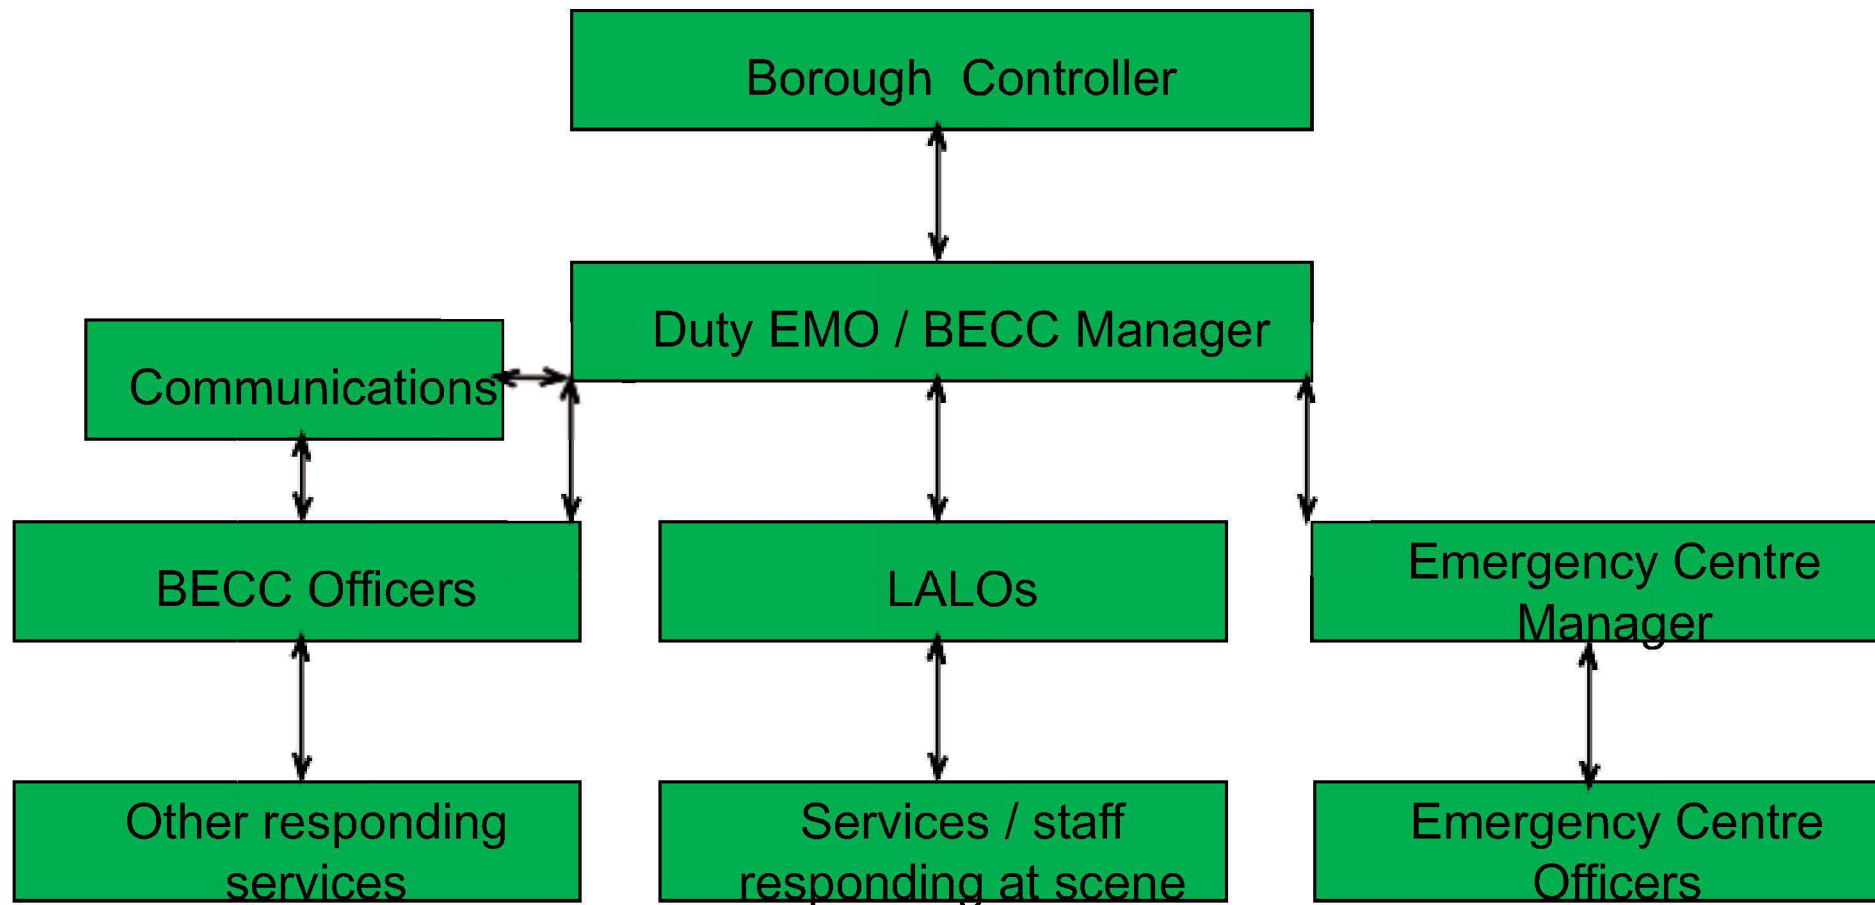 Borough  Controller
Duty EMO / BECC Manager
Communications
BECC Officers
LALOs
Emergency Centre
Manager
Other responding
services
Services / staff
responding at scene
Emergency Centre
Officers